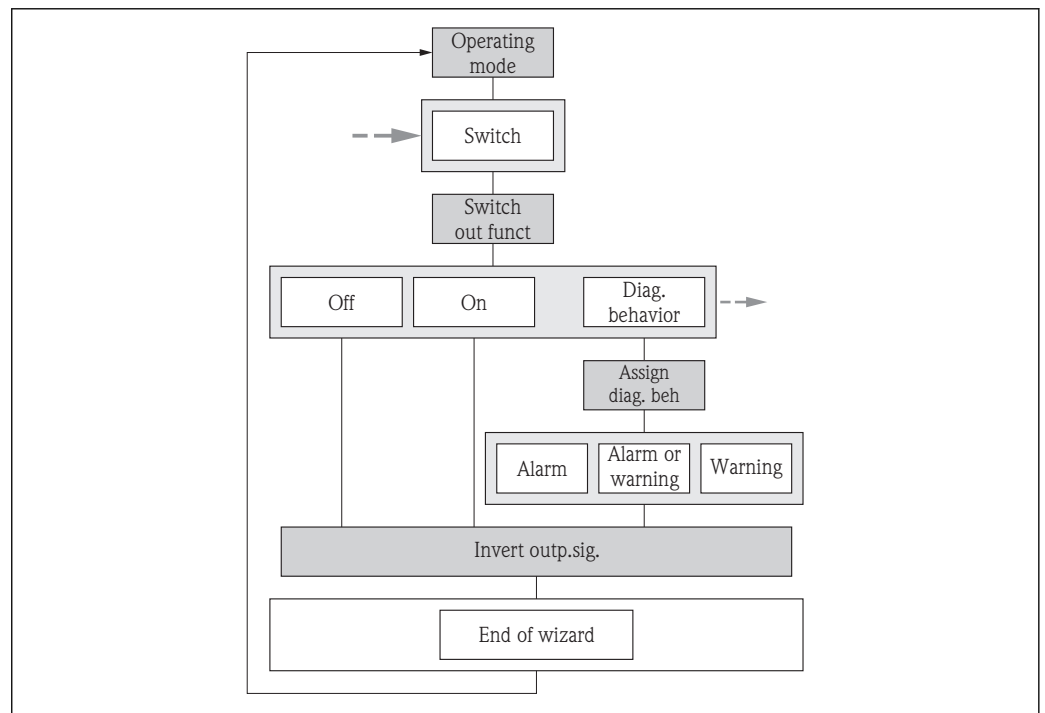 Operating
mode
Switch
Switch
out funct
Off
On
Diag.
behavior
Assign
diag. beh
Alarm
Alarm or
warning
Warning
Invert outp.sig.
End of wizard